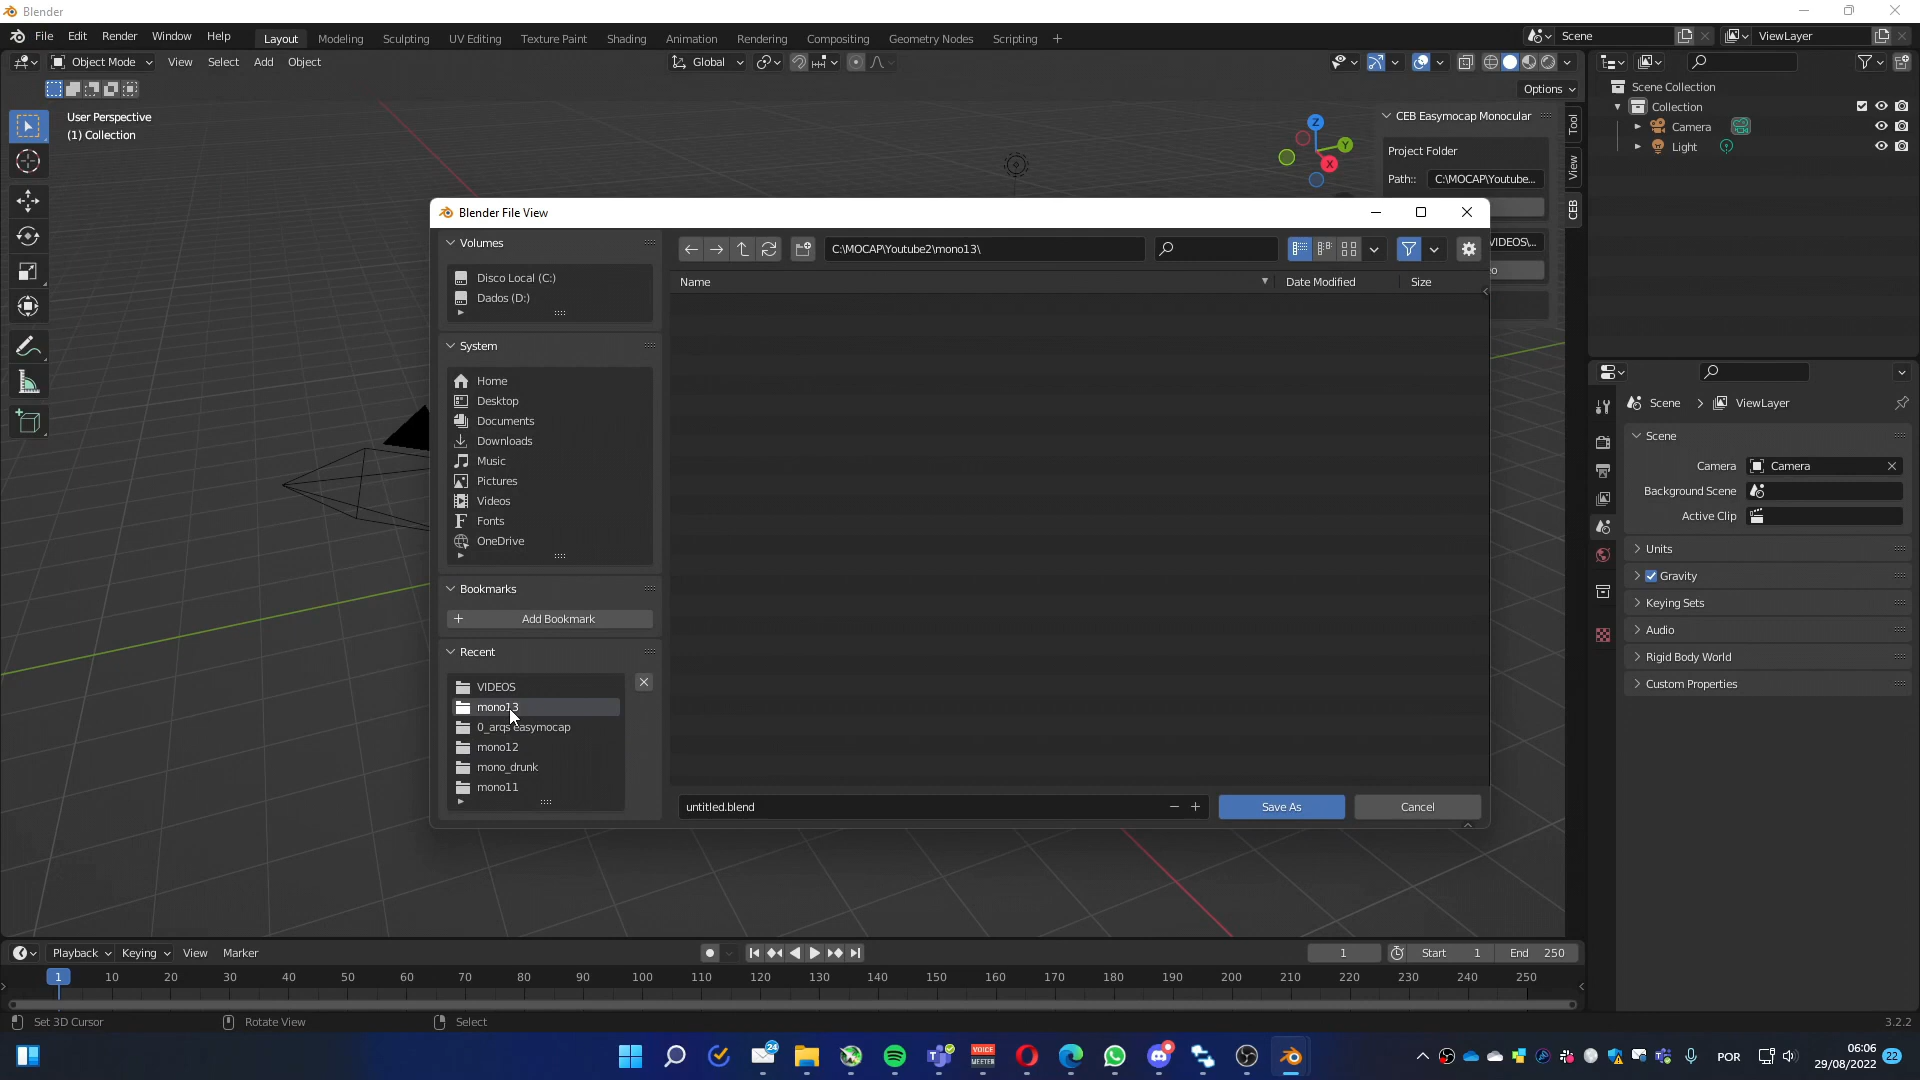 Blender
File Edit Render Window Help Layout Modeling Sculpting UV Editing Texture Paint Shading Animation Rendering Compositing Geometry Nodes Scripting + Scene ViewLayer
Object Mode View Select Add Object Global
Options
User Perspective
(1) Collection
Scene Collection
Collection
Camera
Light
Z
Y
X
CEB Easymocap Monocular
Project Folder
Path:: C:\MOCAP\Youtube...
VIDEOS\...
Tool
View
CEB
Blender File View
Volumes
Disco Local (C:)
Dados (D:)
System
Home
Desktop
Documents
Downloads
Music
Pictures
Videos
Fonts
OneDrive
Bookmarks
+ Add Bookmark
Recent
VIDEOS
mono13
0_arqs easymocap
mono12
mono_drunk
mono11
C:\MOCAP\Youtube2\mono13\
Name Date Modified Size
untitled.blend
Save As Cancel
Scene > ViewLayer
Scene
Camera Camera
Background Scene
Active Clip
Units
Gravity
Keying Sets
Audio
Rigid Body World
Custom Properties
Playback Keying View Marker 1 Start 1 End 250
1 10 20 30 40 50 60 70 80 90 100 110 120 130 140 150 160 170 180 190 200 210 220 230 240 250
Set 3D Cursor Rotate View Select 3.2.2
24
VOICE
MEETER
POR
06:06
29/08/2022
22